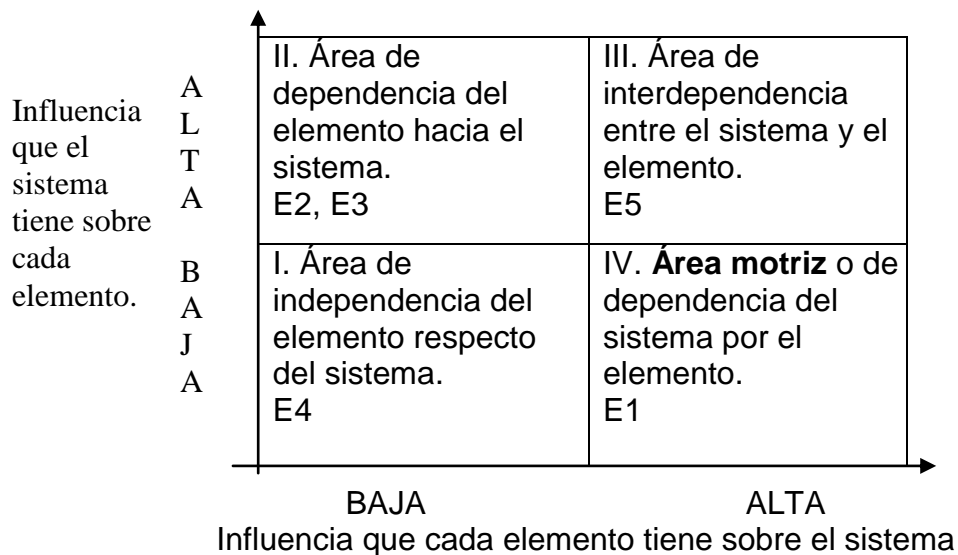 Influencia
que el
sistema
tiene sobre
cada
elemento.
A
L
T
A
B
A
J
A
II. Área de
dependencia del
elemento hacia el
sistema.
E2, E3
III. Área de
interdependencia
entre el sistema y el
elemento.
E5
I. Área de
independencia del
elemento respecto
del sistema.
E4
IV. Área motriz o de
dependencia del
sistema por el
elemento.
E1
BAJA ALTA
Influencia que cada elemento tiene sobre el sistema